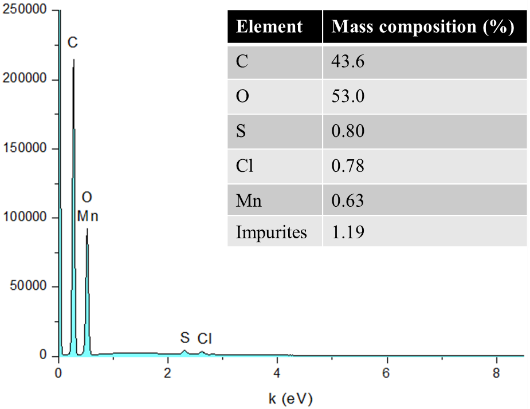 250000
200000
150000
100000
50000
0
C
O
Mn
S Cl
0 2 4 6 8
k (eV)
Element Mass composition (%)
C 43.6
O 53.0
S 0.80
Cl 0.78
Mn 0.63
Impurites 1.19